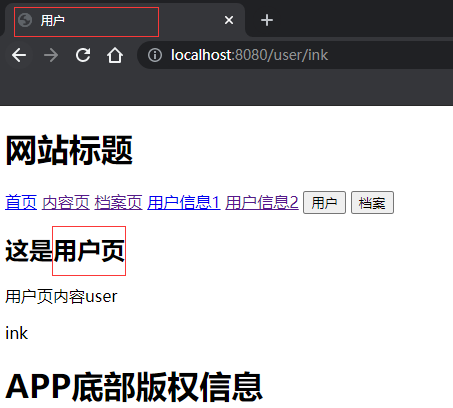 用户
localhost:8080/user/ink
网站标题
首页 内容页 档案页 用户信息1 用户信息2 用户 档案
这是用户页
用户页内容user
ink
APP底部版权信息